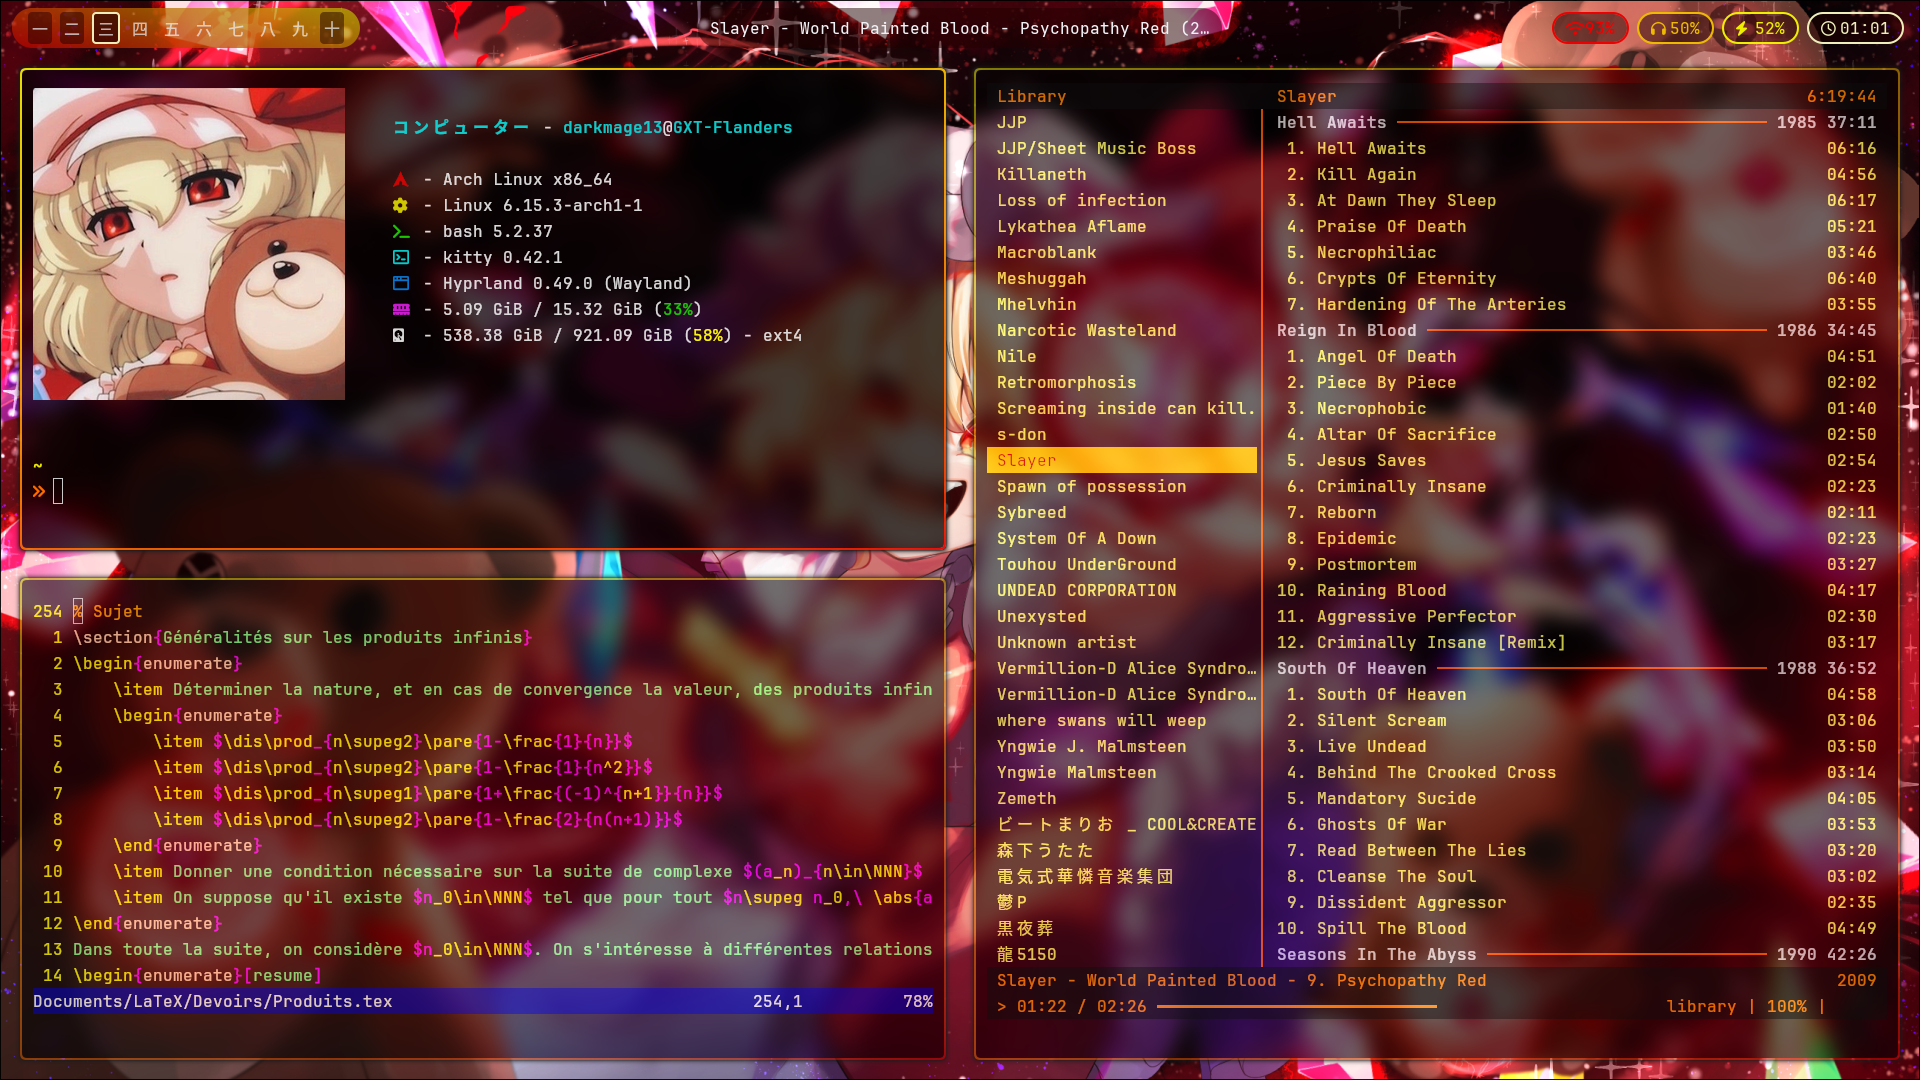 一 二 三 四 五 六 七 八 九 十
Slayer - World Painted Blood - Psychopathy Red (2…
93% 50% 52% 01:01
コンピューター - darkmage13@GXT-Flanders
- Arch Linux x86_64
- Linux 6.15.3-arch1-1
- bash 5.2.37
- kitty 0.42.1
- Hyprland 0.49.0 (Wayland)
- 5.09 GiB / 15.32 GiB (33%)
- 538.38 GiB / 921.09 GiB (58%) - ext4
~
»
254 % Sujet
1 \section{Généralités sur les produits infinis}
2 \begin{enumerate}
3 \item Déterminer la nature, et en cas de convergence la valeur, des produits infin
4 \begin{enumerate}
5 \item $\dis\prod_{n\supeg2}\pare{1-\frac{1}{n}}$
6 \item $\dis\prod_{n\supeg2}\pare{1-\frac{1}{n^2}}$
7 \item $\dis\prod_{n\supeg1}\pare{1+\frac{(-1)^{n+1}}{n}}$
8 \item $\dis\prod_{n\supeg2}\pare{1-\frac{2}{n(n+1)}}$
9 \end{enumerate}
10 \item Donner une condition nécessaire sur la suite de complexe $(a_n)_{n\in\NNN}$
11 \item On suppose qu'il existe $n_0\in\NNN$ tel que pour tout $n\supeg n_0,\ \abs{a
12 \end{enumerate}
13 Dans toute la suite, on considère $n_0\in\NNN$. On s'intéresse à différentes relations
14 \begin{enumerate}[resume]
Documents/LaTeX/Devoirs/Produits.tex 254,1 78%
Library
JJP
JJP/Sheet Music Boss
Killaneth
Loss of infection
Lykathea Aflame
Macroblank
Meshuggah
Mhelvhin
Narcotic Wasteland
Nile
Retromorphosis
Screaming inside can kill.
s-don
Slayer
Spawn of possession
Sybreed
System Of A Down
Touhou UnderGround
UNDEAD CORPORATION
Unexysted
Unknown artist
Vermillion-D Alice Syndro…
Vermillion-D Alice Syndro…
where swans will weep
Yngwie J. Malmsteen
Yngwie Malmsteen
Zemeth
ビートまりお _ COOL&CREATE
森下うたた
電気式華憐音楽集団
鬱P
黒夜葬
龍5150
Slayer 6:19:44
Hell Awaits 1985 37:11
1. Hell Awaits 06:16
2. Kill Again 04:56
3. At Dawn They Sleep 06:17
4. Praise Of Death 05:21
5. Necrophiliac 03:46
6. Crypts Of Eternity 06:40
7. Hardening Of The Arteries 03:55
Reign In Blood 1986 34:45
1. Angel Of Death 04:51
2. Piece By Piece 02:02
3. Necrophobic 01:40
4. Altar Of Sacrifice 02:50
5. Jesus Saves 02:54
6. Criminally Insane 02:23
7. Reborn 02:11
8. Epidemic 02:23
9. Postmortem 03:27
10. Raining Blood 04:17
11. Aggressive Perfector 02:30
12. Criminally Insane [Remix] 03:17
South Of Heaven 1988 36:52
1. South Of Heaven 04:58
2. Silent Scream 03:06
3. Live Undead 03:50
4. Behind The Crooked Cross 03:14
5. Mandatory Sucide 04:05
6. Ghosts Of War 03:53
7. Read Between The Lies 03:20
8. Cleanse The Soul 03:02
9. Dissident Aggressor 02:35
10. Spill The Blood 04:49
Seasons In The Abyss 1990 42:26
Slayer - World Painted Blood - 9. Psychopathy Red 2009
> 01:22 / 02:26 library | 100% |